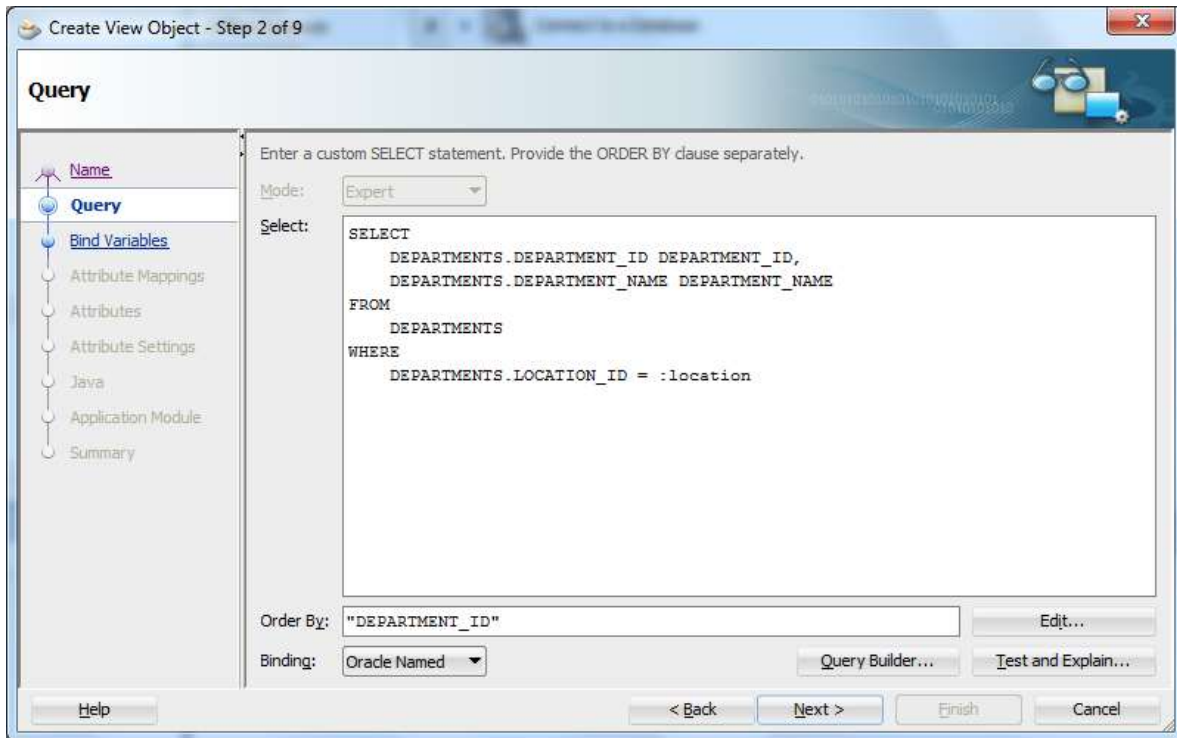 Create View Object - Step 2 of 9
Query
Name
Query
Bind Variables
Attribute Mappings
Attributes
Attribute Settings
Java
Application Module
Summary
Enter a custom SELECT statement. Provide the ORDER BY clause separately.
Mode: Expert
Select:
SELECT
    DEPARTMENTS.DEPARTMENT_ID DEPARTMENT_ID,
    DEPARTMENTS.DEPARTMENT_NAME DEPARTMENT_NAME
FROM
    DEPARTMENTS
WHERE
    DEPARTMENTS.LOCATION_ID = :location
Order By: "DEPARTMENT_ID" Edit...
Binding: Oracle Named Query Builder... Test and Explain...
Help < Back Next > Finish Cancel